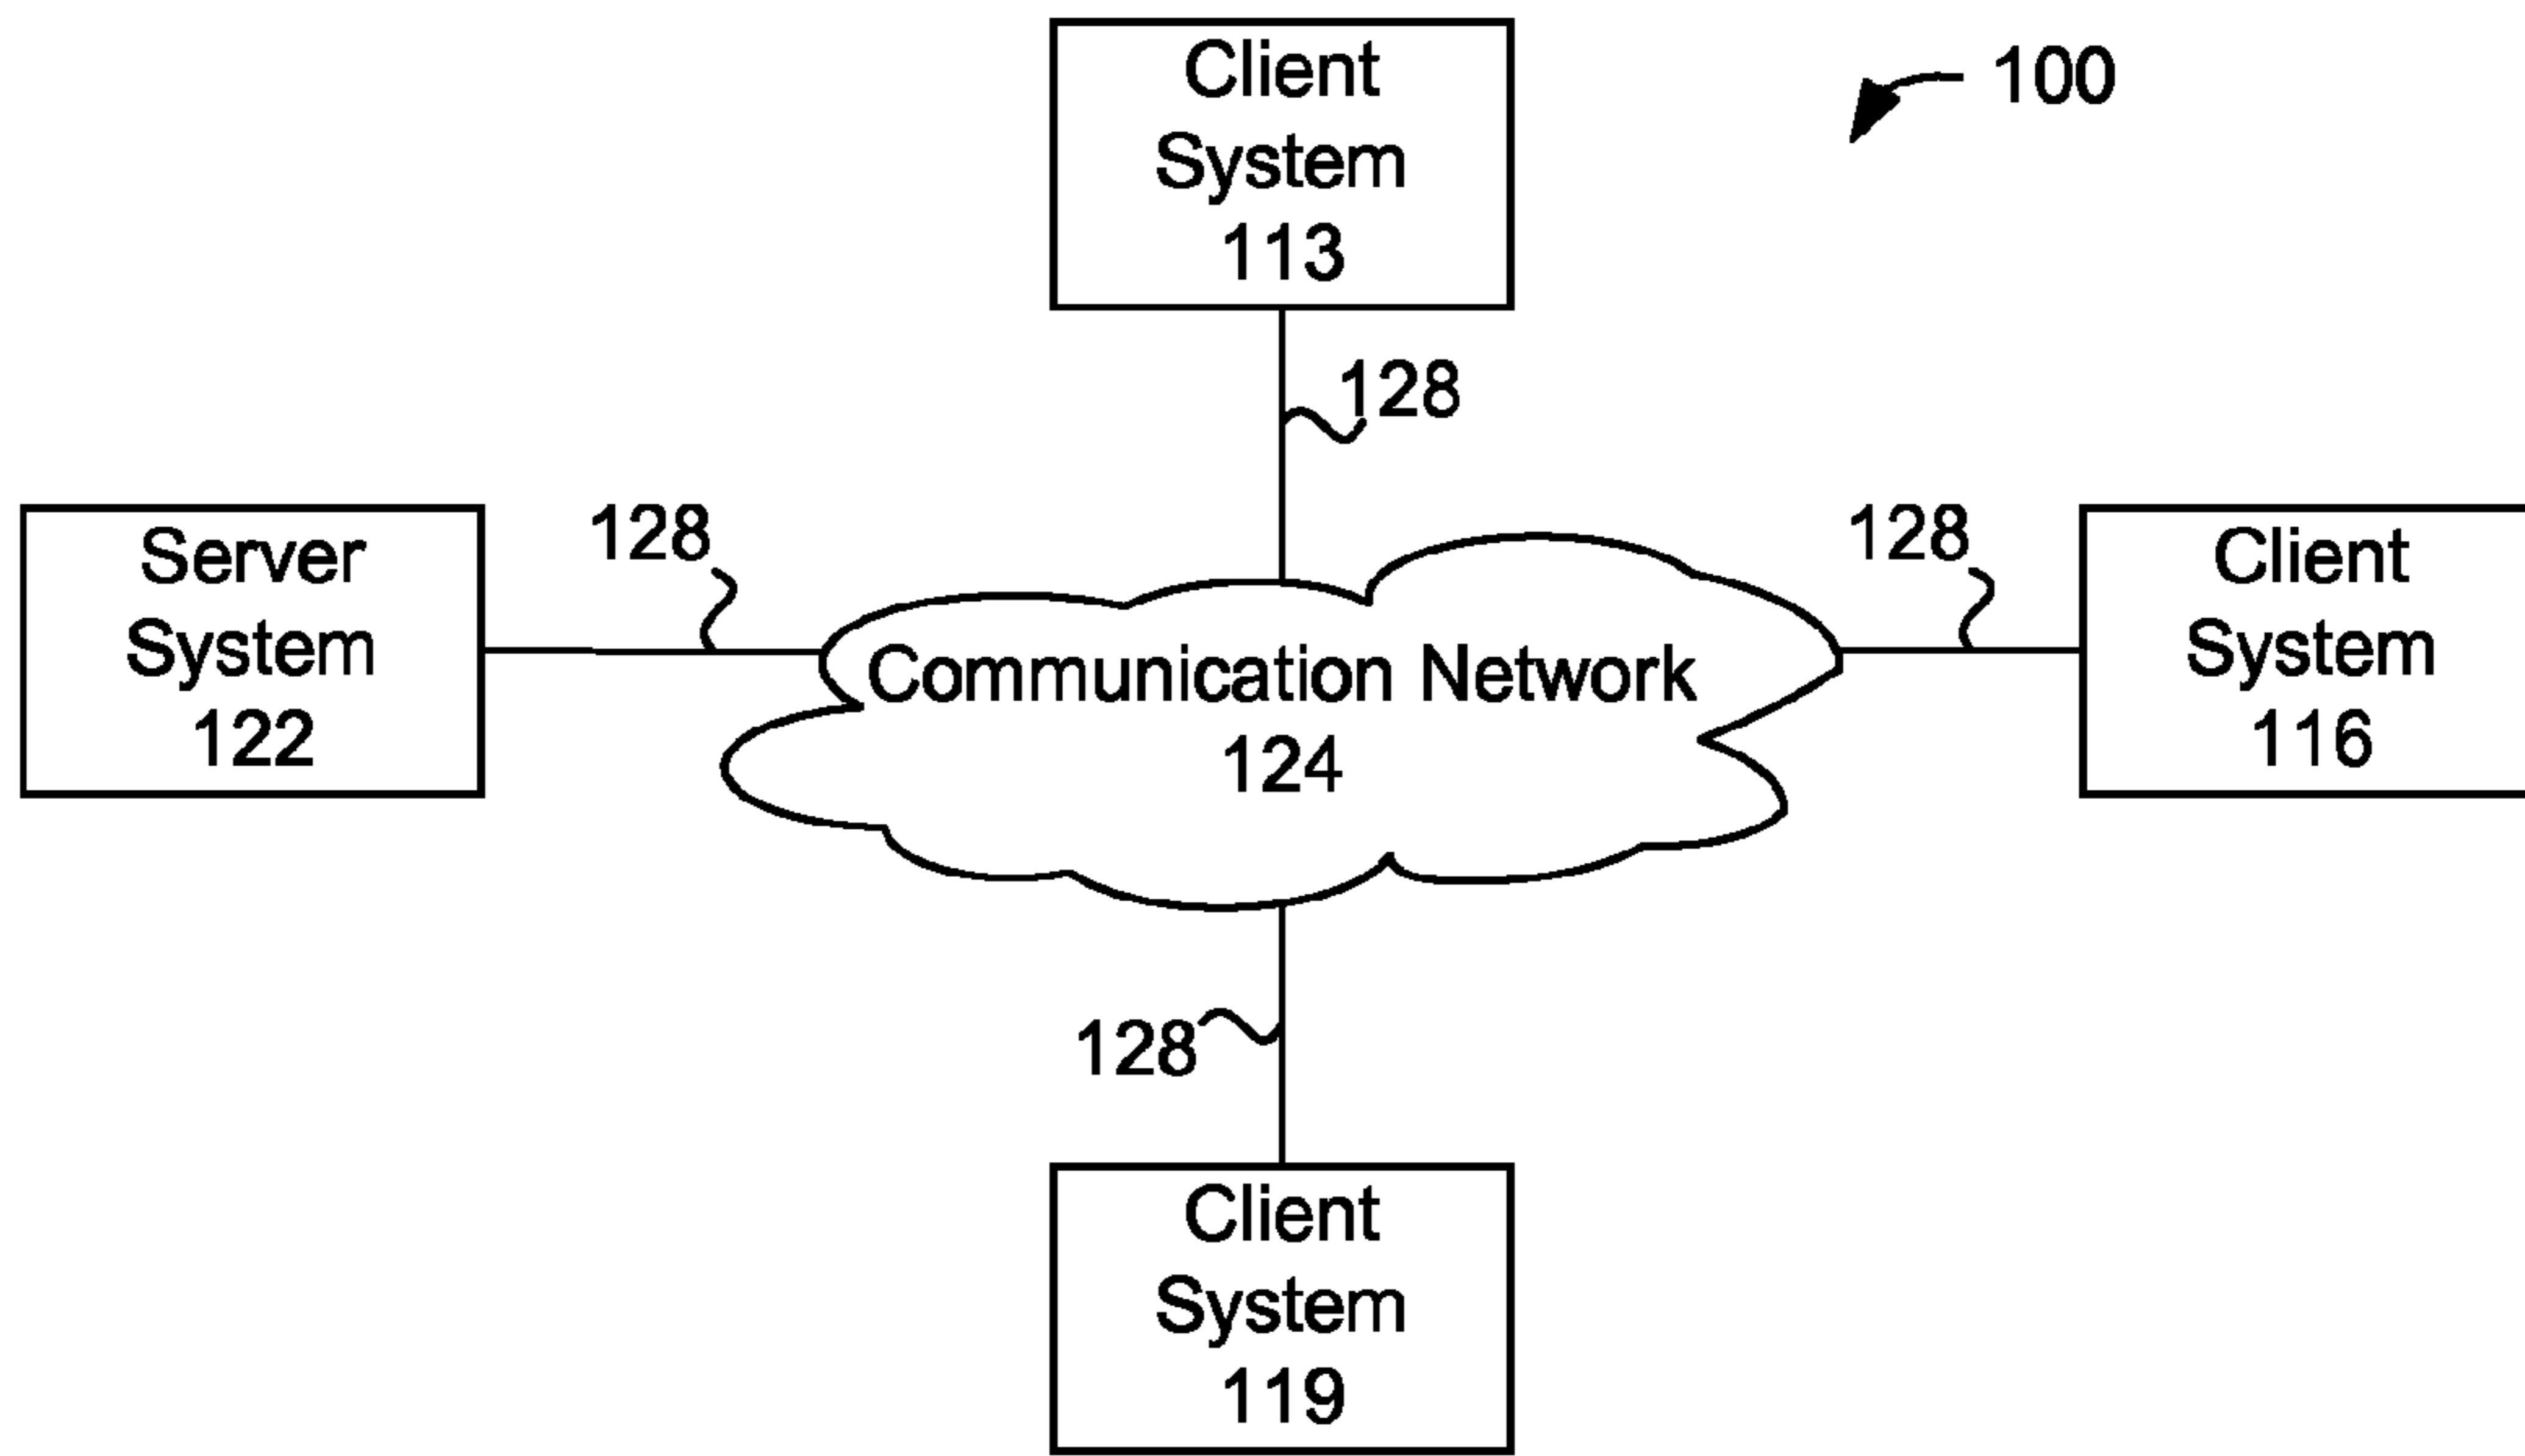 Client
System
113
100
128
Server
System
122
128
Communication Network
124
128
Client
System
116
128
Client
System
119